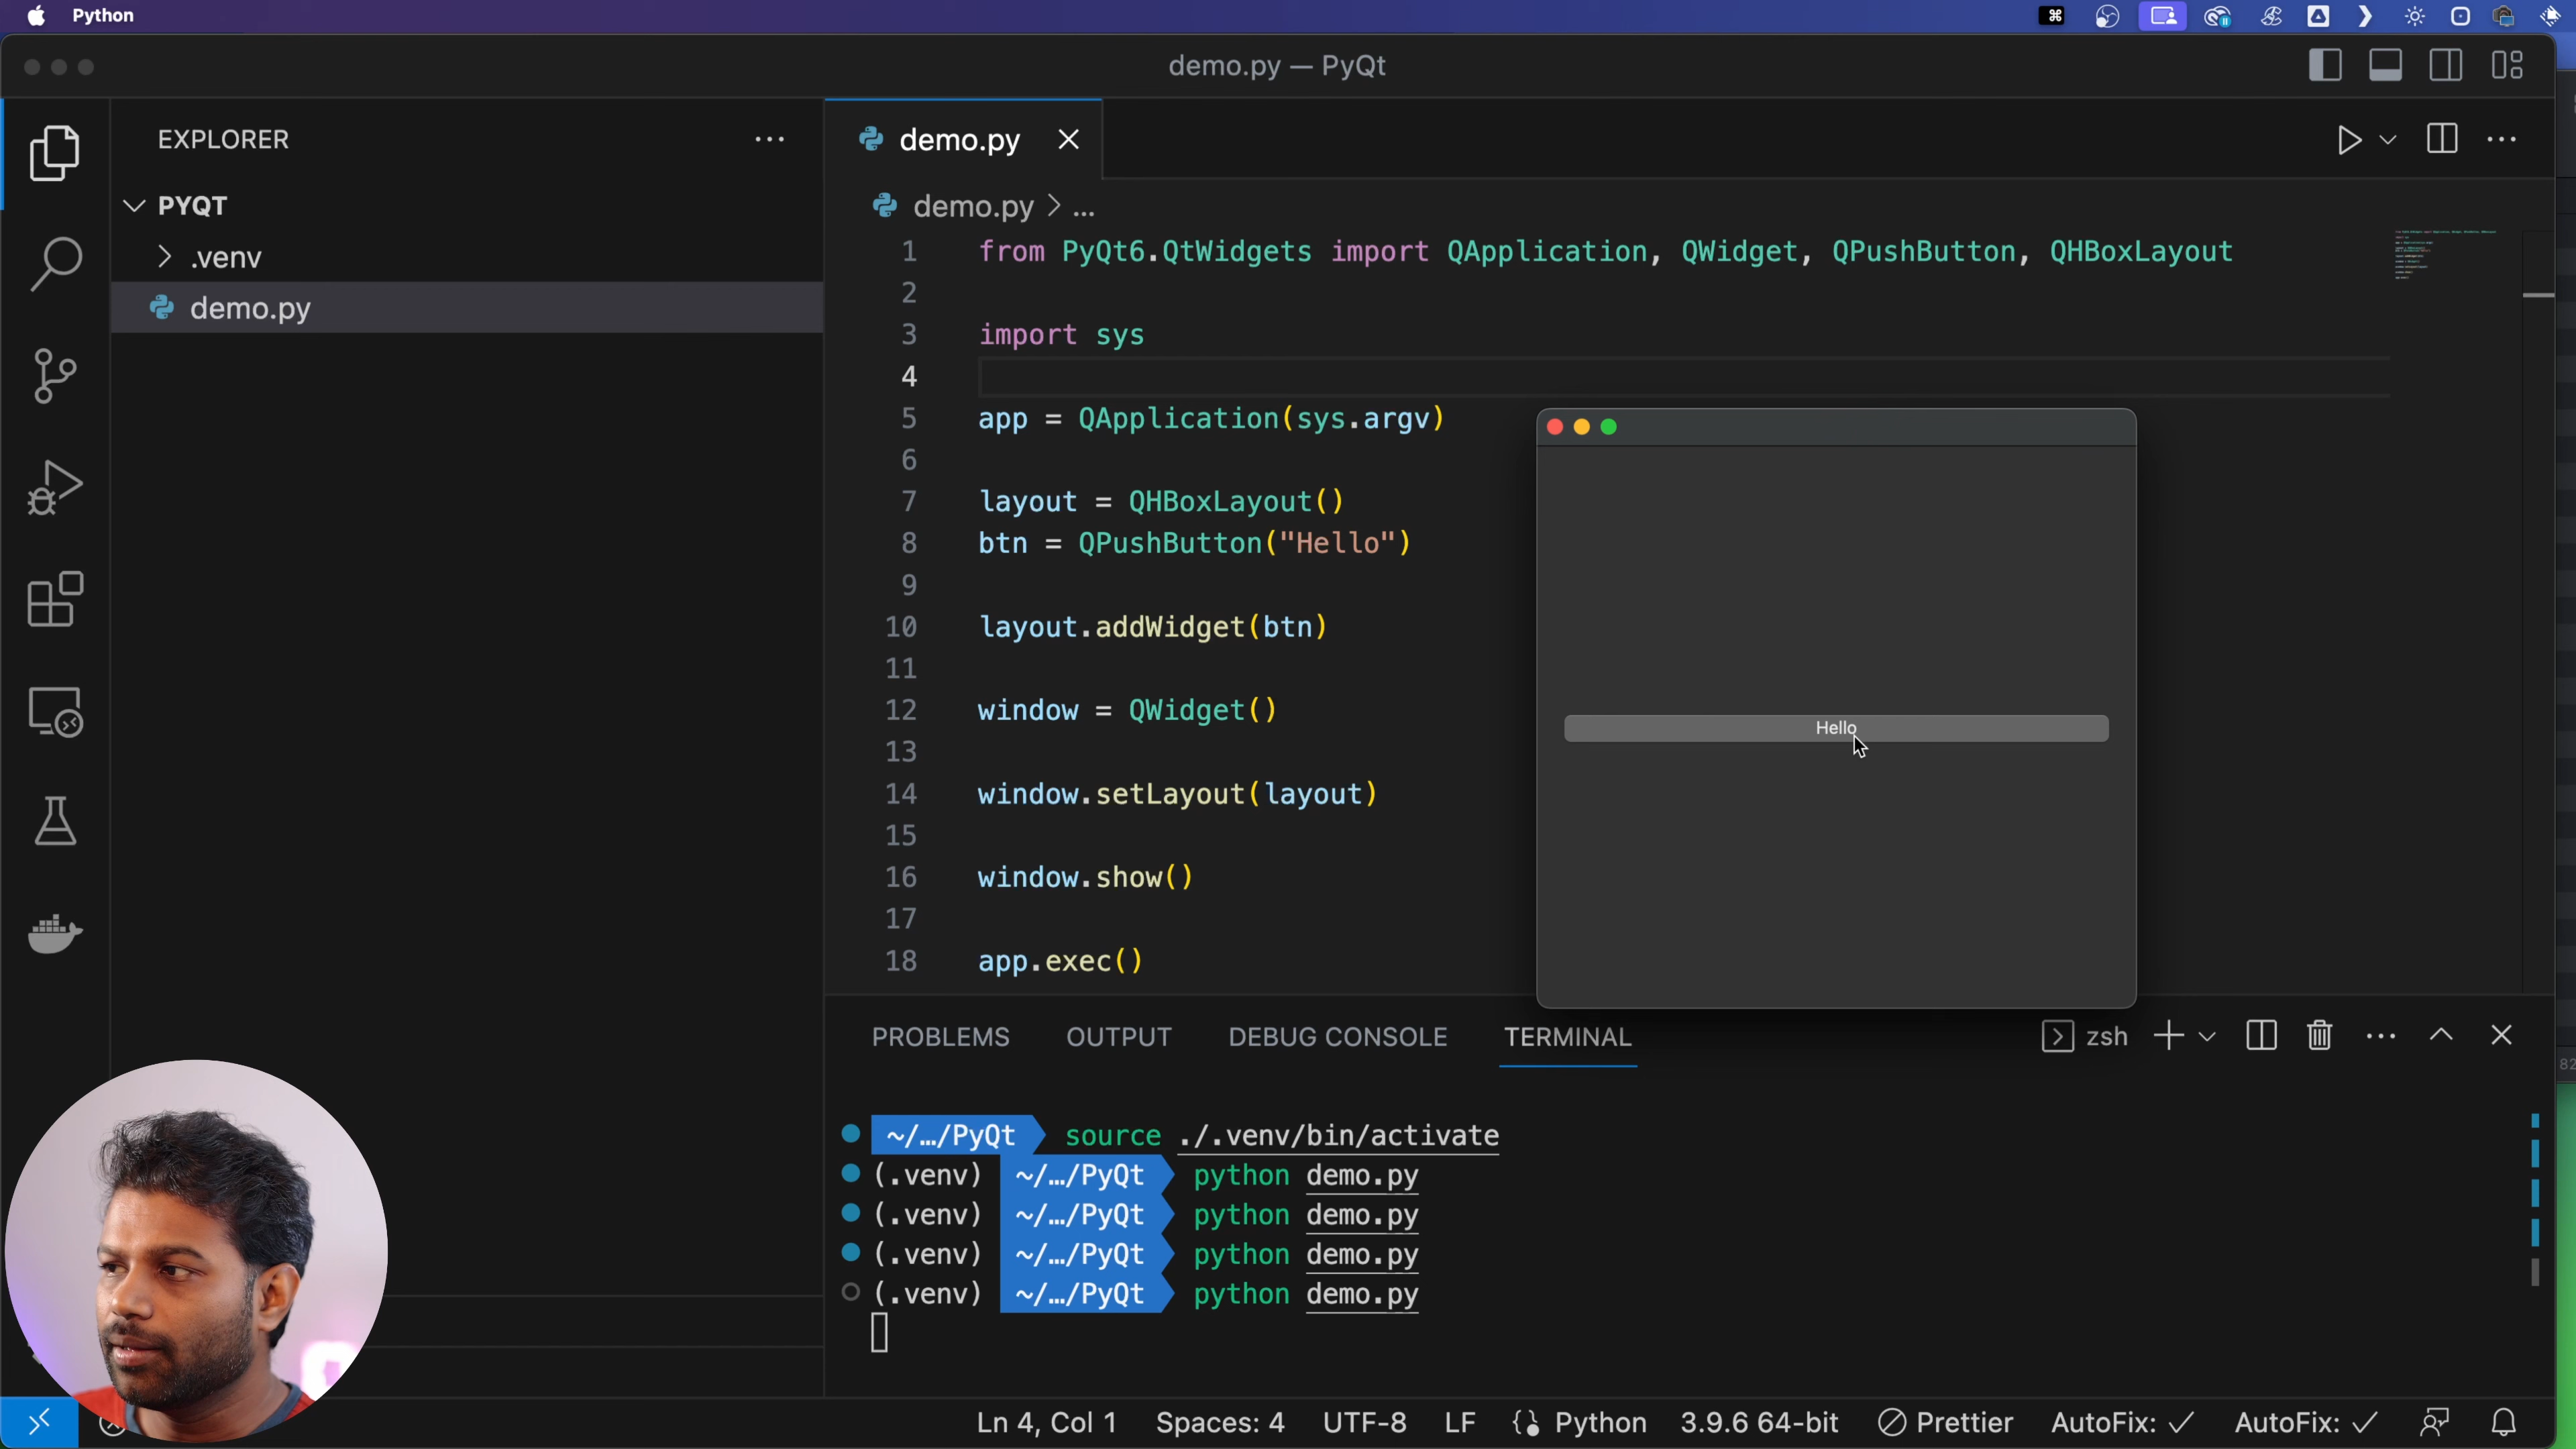 Python
demo.py — PyQt
EXPLORER
PYQT
.venv
demo.py
demo.py
demo.py > ...
1 from PyQt6.QtWidgets import QApplication, QWidget, QPushButton, QHBoxLayout
2
3 import sys
4
5 app = QApplication(sys.argv)
6
7 layout = QHBoxLayout()
8 btn = QPushButton("Hello")
9
10 layout.addWidget(btn)
11
12 window = QWidget()
13
14 window.setLayout(layout)
15
16 window.show()
17
18 app.exec()
Hello
PROBLEMS OUTPUT DEBUG CONSOLE TERMINAL zsh
82
~/…/PyQt source ./.venv/bin/activate
(.venv) ~/…/PyQt python demo.py
(.venv) ~/…/PyQt python demo.py
(.venv) ~/…/PyQt python demo.py
(.venv) ~/…/PyQt python demo.py
Ln 4, Col 1 Spaces: 4 UTF-8 LF Python 3.9.6 64-bit Prettier AutoFix: ✓ AutoFix: ✓